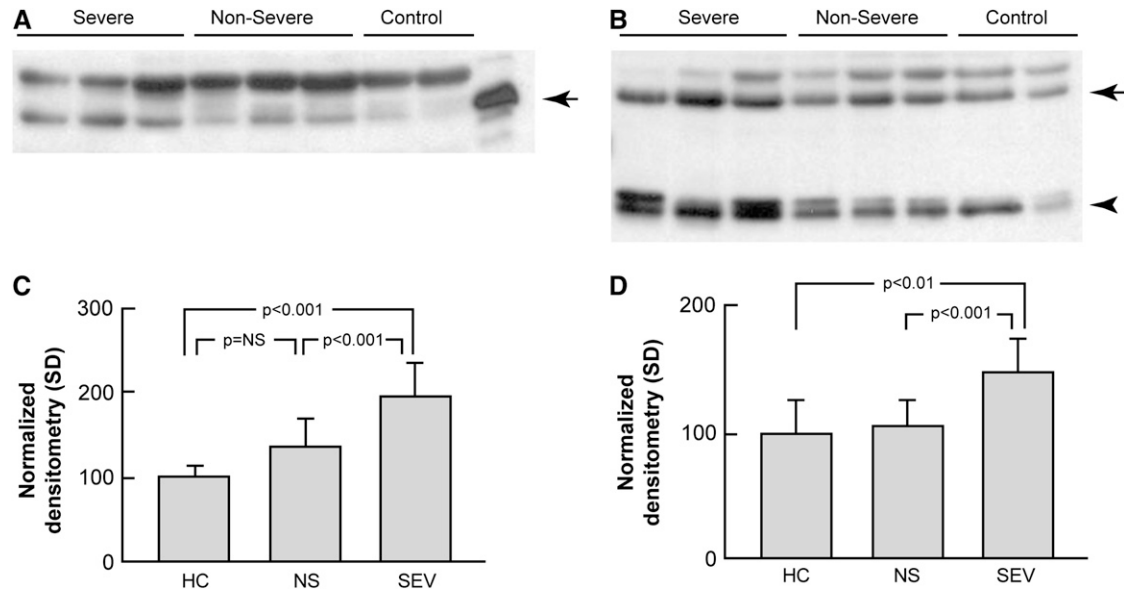 A
Severe
Non-Severe
Control
B
Severe
Non-Severe
Control
C
Normalized
densitometry (SD)
300
200
100
0
p<0.001
p=NS
p<0.001
HC
NS
SEV
D
Normalized
densitometry (SD)
200
100
0
p<0.01
p<0.001
HC
NS
SEV